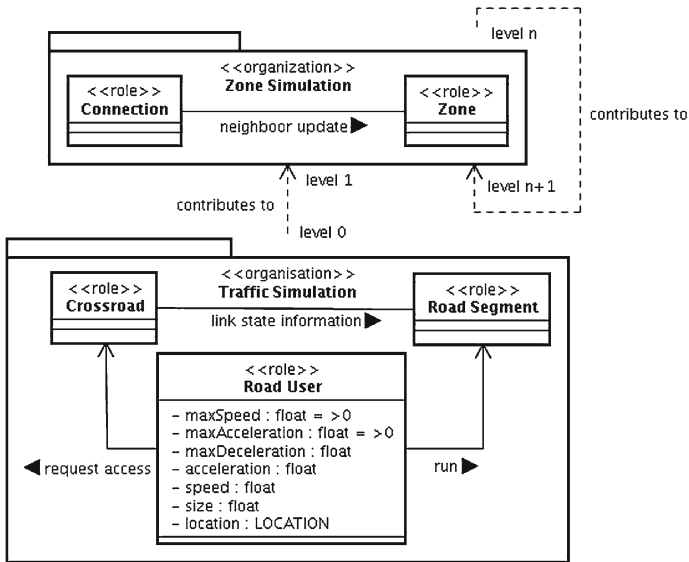 level n
<<organization>>
Zone Simulation
<<role>>
Connection
<<role>>
Zone
neighboor update
contributes to
level n+1
level 1
contributes to
level 0
<<organisation>>
Traffic Simulation
<<role>>
Crossroad
<<role>>
Road Segment
link state information
<<role>>
Road User
- maxSpeed : float = >0
- maxAcceleration : float = >0
- maxDeceleration : float
- acceleration : float
- speed : float
- size : float
- location : LOCATION
request access
run